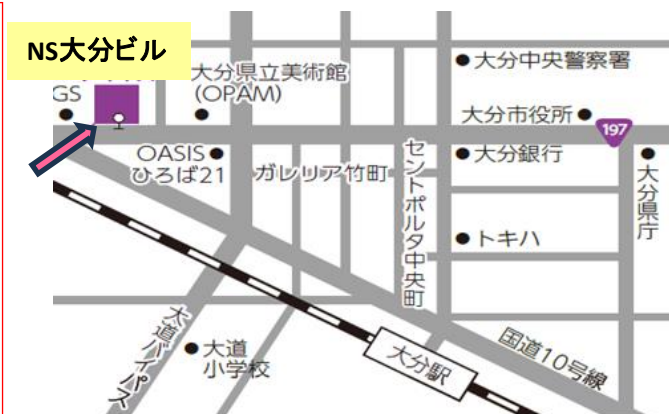 NS大分ビル
GS
大分県立美術館
(OPAM)
大分中央警察署
大分市役所
197
OASIS
ひろば21
ガレリア竹町
セントポルタ中央町
大分銀行
大分県庁
トキハ
大道バイパス
大道
小学校
大分駅
国道10号線